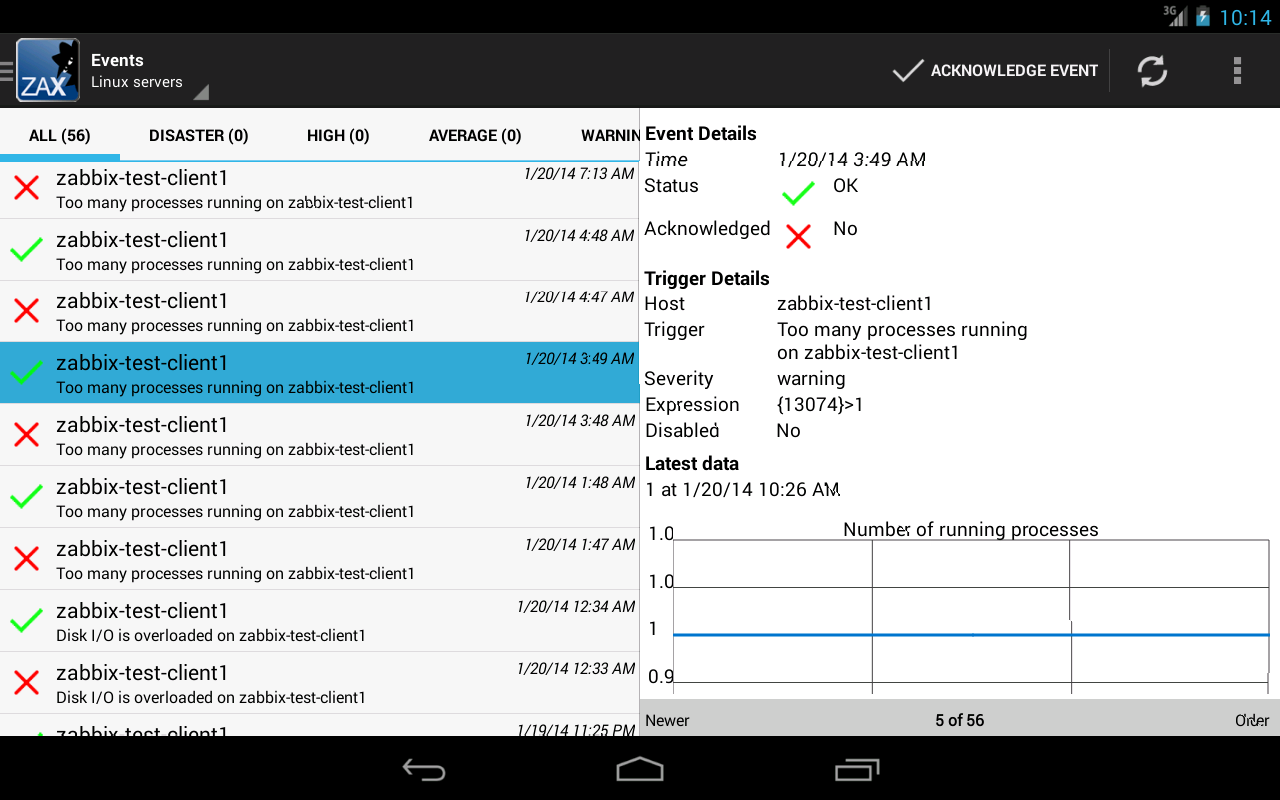 3G 10:14
ZAX
Events
Linux servers
ACKNOWLEDGE EVENT
ALL (56) DISASTER (0) HIGH (0) AVERAGE (0) WARNIN
zabbix-test-client1 1/20/14 7:13 AM
Too many processes running on zabbix-test-client1
zabbix-test-client1 1/20/14 4:48 AM
Too many processes running on zabbix-test-client1
zabbix-test-client1 1/20/14 4:47 AM
Too many processes running on zabbix-test-client1
zabbix-test-client1 1/20/14 3:49 AM
Too many processes running on zabbix-test-client1
zabbix-test-client1 1/20/14 3:48 AM
Too many processes running on zabbix-test-client1
zabbix-test-client1 1/20/14 1:48 AM
Too many processes running on zabbix-test-client1
zabbix-test-client1 1/20/14 1:47 AM
Too many processes running on zabbix-test-client1
zabbix-test-client1 1/20/14 12:34 AM
Disk I/O is overloaded on zabbix-test-client1
zabbix-test-client1 1/20/14 12:33 AM
Disk I/O is overloaded on zabbix-test-client1
zabbix-test-client1 1/19/14 11:25 PM
Event Details
Time 1/20/14 3:49 AM
Status OK
Acknowledged No
Trigger Details
Host zabbix-test-client1
Trigger Too many processes running
on zabbix-test-client1
Severity warning
Expression {13074}>1
Disabled No
Latest data
1 at 1/20/14 10:26 AM
Number of running processes
1.0
1.0
1
0.9
Newer 5 of 56